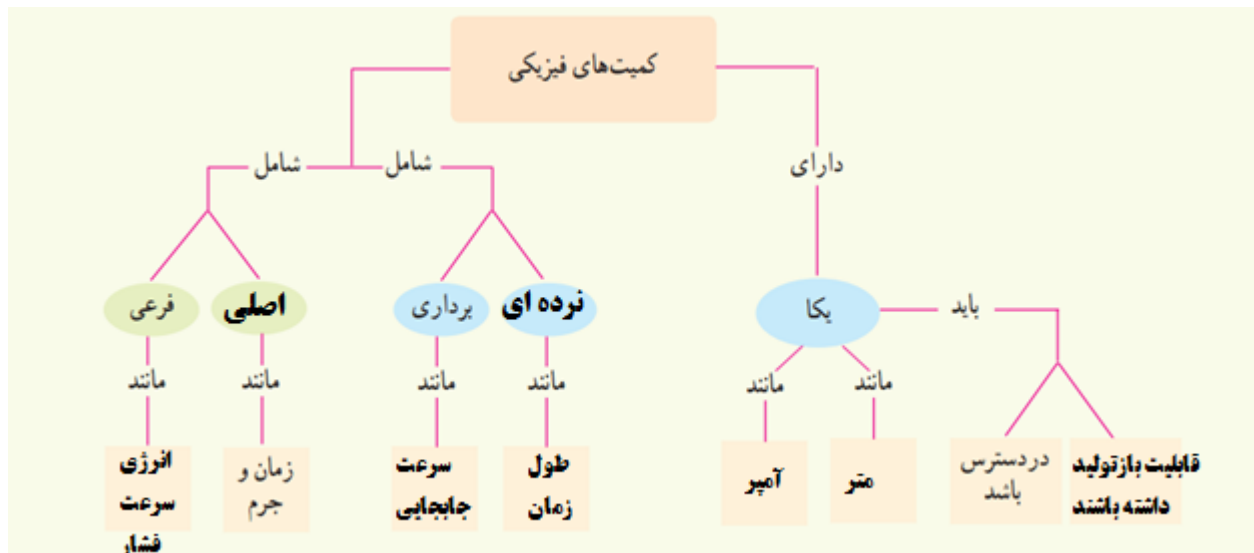 کمیت‌های فیزیکی
دارای
شامل
شامل
یکا
باید
نرده ای
برداری
اصلی
فرعی
مانند
مانند
مانند
مانند
مانند
مانند
قابلیت بازتولید
داشته باشند
در دسترس
باشد
متر
آمپر
طول
زمان
سرعت
جابجایی
زمان و
جرم
انرژی
سرعت
فشار